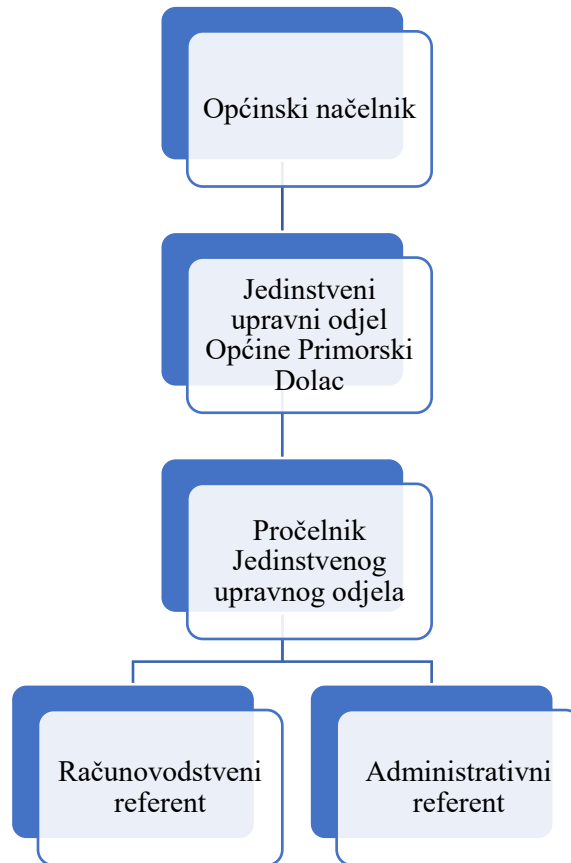 Općinski načelnik
Jedinstveni
upravni odjel
Općine Primorski
Dolac
Pročelnik
Jedinstvenog
upravnog odjela
Računovodstveni
referent
Administrativni
referent